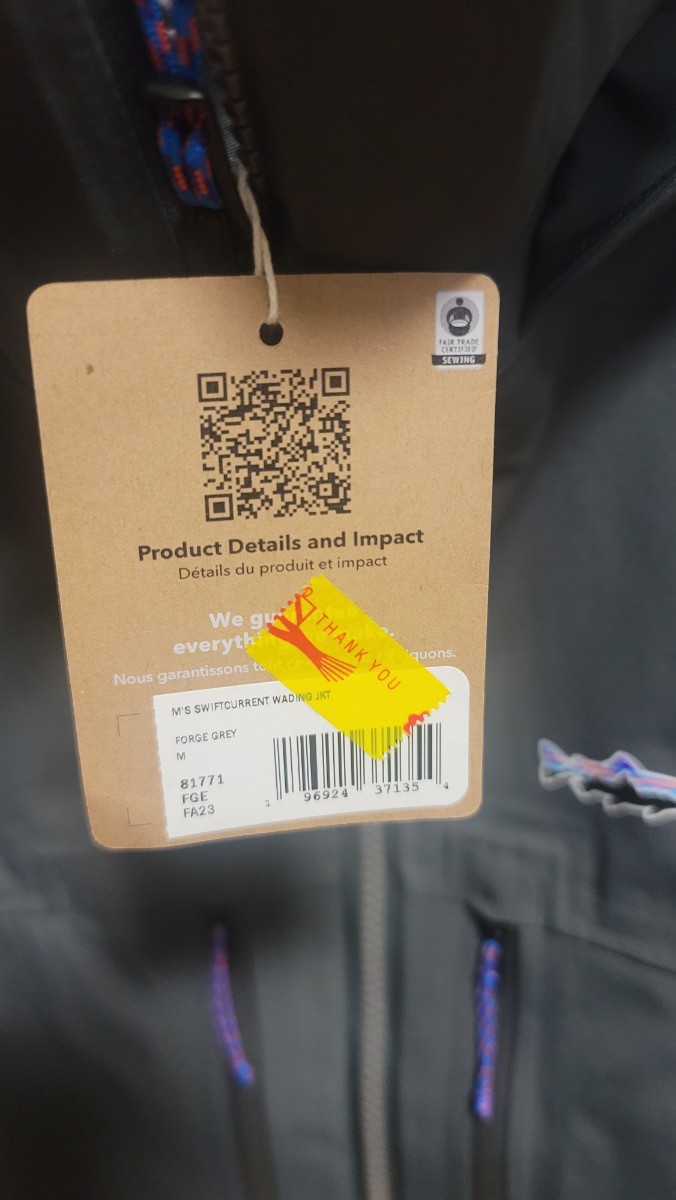 FAIR TRADE
CERTIFIED
SEWING
Product Details and Impact
Détails du produit et impact
We
Nous garantissons
THANK YOU
M'S SWIFTCURRENT WADING JKT
FORGE GREY
M
81771
FGE
FA23
1 96924 37135 4